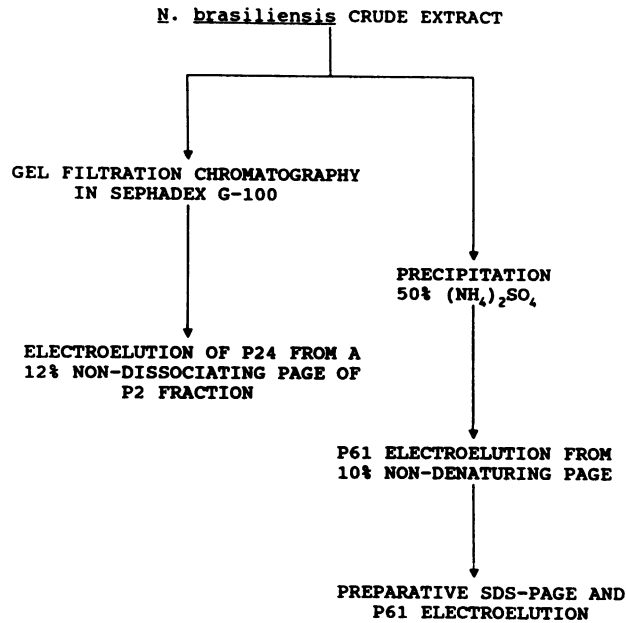 N. brasiliensis CRUDE EXTRACT
GEL FILTRATION CHROMATOGRAPHY
IN SEPHADEX G-100
PRECIPITATION
50% (NH4)2SO4
ELECTROELUTION OF P24 FROM A
12% NON-DISSOCIATING PAGE OF
P2 FRACTION
P61 ELECTROELUTION FROM
10% NON-DENATURING PAGE
PREPARATIVE SDS-PAGE AND
P61 ELECTROELUTION